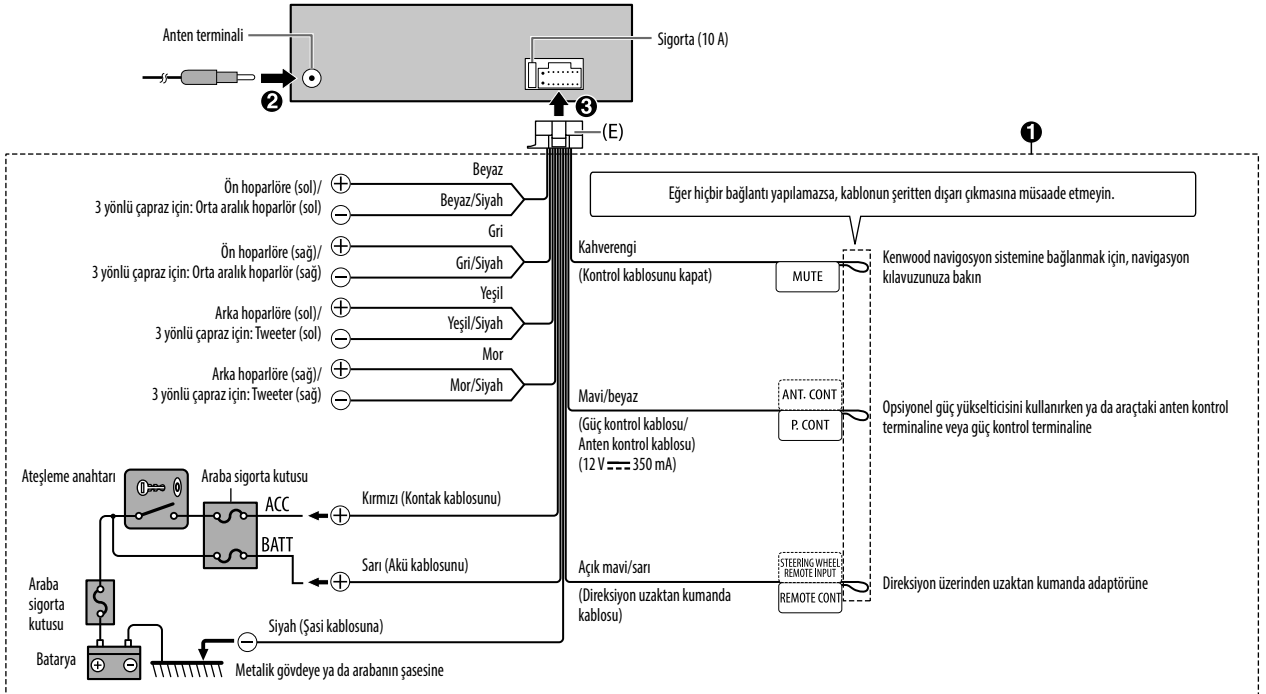 Anten terminali
Sigorta (10 A)
❷
❸
(E)
❶
Beyaz
Ön hoparlöre (sol)/
3 yönlü çapraz için: Orta aralık hoparlör (sol)
Beyaz/Siyah
Gri
Ön hoparlöre (sağ)/
3 yönlü çapraz için: Orta aralık hoparlör (sağ)
Gri/Siyah
Yeşil
Arka hoparlöre (sol)/
3 yönlü çapraz için: Tweeter (sol)
Yeşil/Siyah
Mor
Arka hoparlöre (sağ)/
3 yönlü çapraz için: Tweeter (sağ)
Mor/Siyah
Eğer hiçbir bağlantı yapılamazsa, kablonun şeritten dışarı çıkmasına müsaade etmeyin.
Kahverengi
(Kontrol kablosunu kapat)
MUTE
Kenwood navigosyon sistemine bağlanmak için, navigasyon
kılavuzunuza bakın
Mavi/beyaz
(Güç kontrol kablosu/
Anten kontrol kablosu)
(12 V ⎓ 350 mA)
ANT. CONT
P. CONT
Opsiyonel güç yükselticisini kullanırken ya da araçtaki anten kontrol
terminaline veya güç kontrol terminaline
Ateşleme anahtarı
Araba sigorta kutusu
ACC
Kırmızı (Kontak kablosunu)
BATT
Sarı (Akü kablosunu)
Açık mavi/sarı
(Direksiyon uzaktan kumanda
kablosu)
STEERING WHEEL
REMOTE INPUT
REMOTE CONT
Direksiyon üzerinden uzaktan kumanda adaptörüne
Araba
sigorta
kutusu
Siyah (Şasi kablosuna)
Batarya
Metalik gövdeye ya da arabanın şasesine